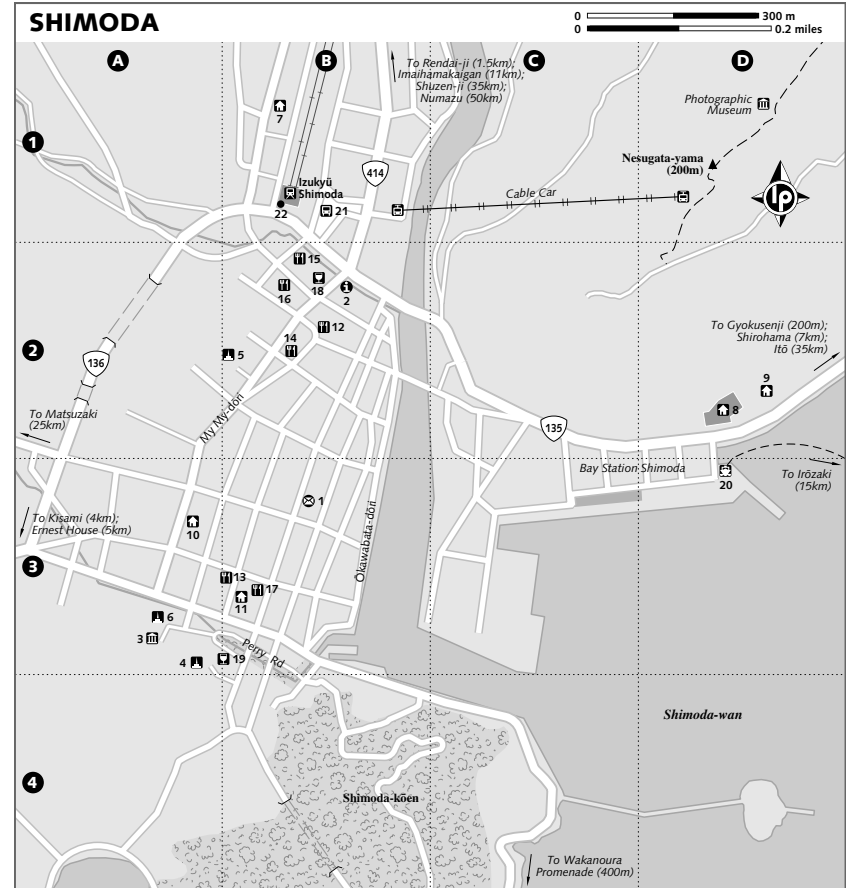 SHIMODA
0 300 m
0 0.2 miles
A
B
C
D
To Rendai-ji (1.5km);
Imaihamakaigan (11km);
Shuzen-ji (35km);
Numazu (50km)
Photographic
Museum
7
1
Nesugata-yama
(200m)
414
Izukyū
Shimoda
Cable Car
lp
22
21
15
16
18
2
12
14
5
2
136
To Gyokusenji (200m);
Shirohama (7km);
Itō (35km)
9
8
My My-dōri
135
To Matsuzaki
(25km)
Bay Station Shimoda
20
To Irōzaki
(15km)
1
To Kisami (4km);
Ernest House (5km)
10
Ōkawabata-dōri
3
13
17
11
6
3
4
19
Perry Rd
Shimoda-wan
4
Shimoda-kōen
To Wakanoura
Promenade (400m)